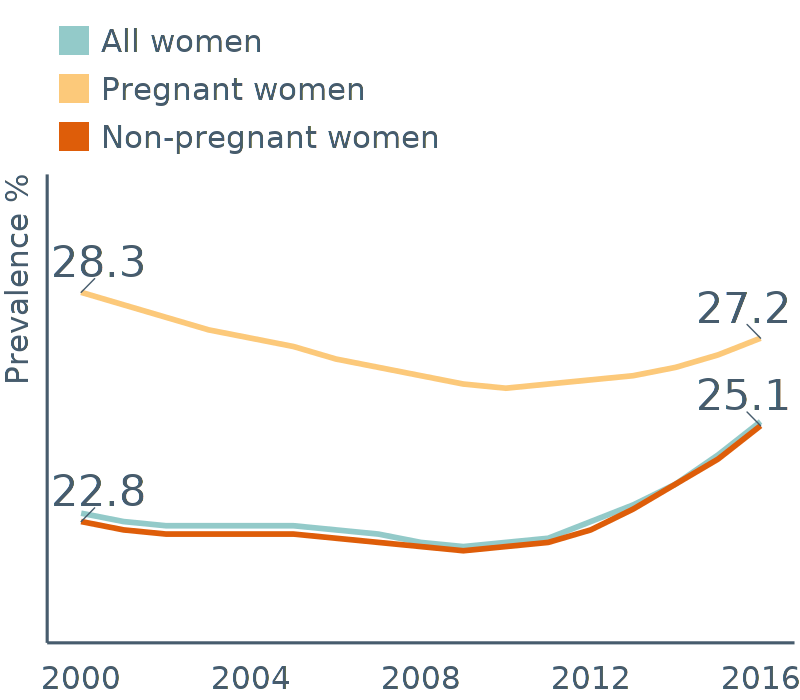 All women
Pregnant women
Non-pregnant women
Prevalence %
28.3
27.2
25.1
22.8
2000 2004 2008 2012 2016